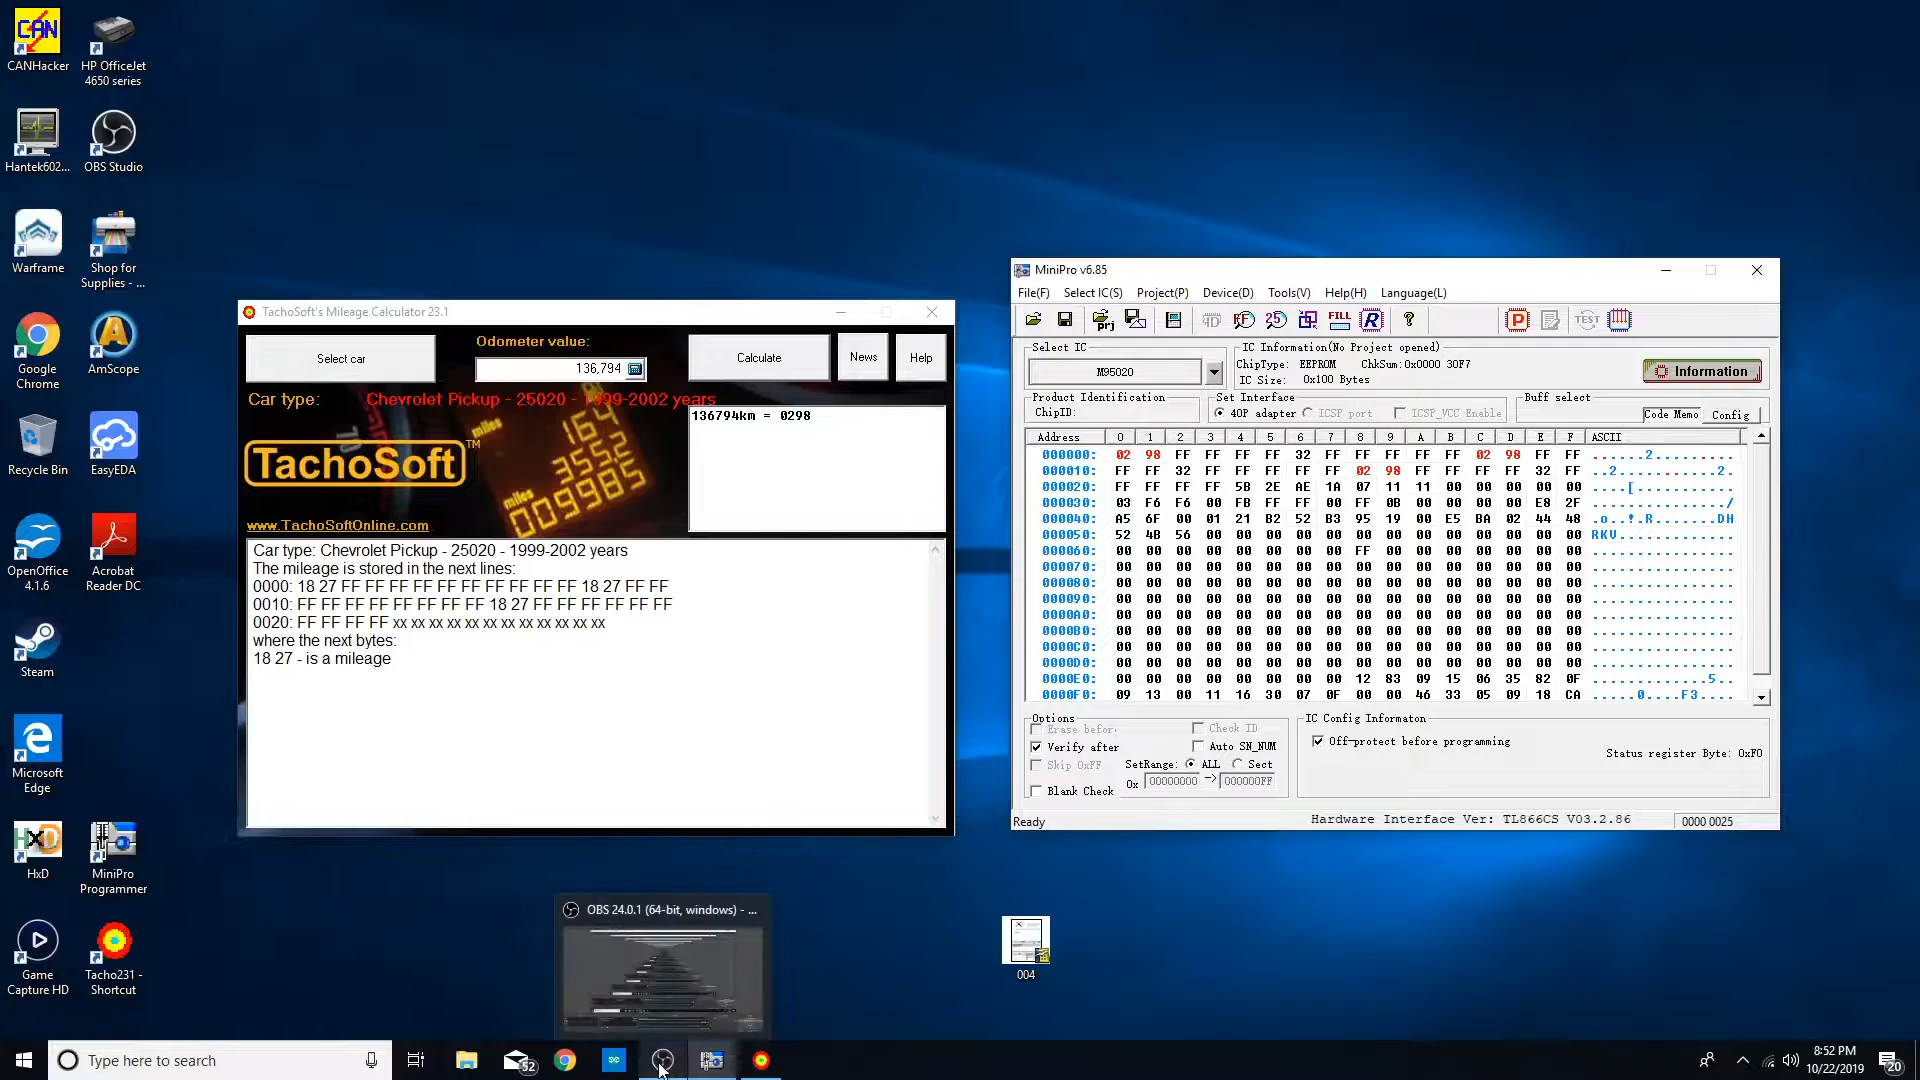 CANHacker
HP OfficeJet
4650 series
Hantek602...
OBS Studio
Warframe
Shop for
Supplies - ...
Google
Chrome
AmScope
Recycle Bin
EasyEDA
OpenOffice
4.1.6
Acrobat
Reader DC
Steam
Microsoft
Edge
HxD
MiniPro
Programmer
Game
Capture HD
Tacho231 -
Shortcut
TachoSoft's Mileage Calculator 23.1
Select car
Odometer value:
136,794
Calculate
News
Help
Car type: Chevrolet Pickup - 25020 - 1999-2002 years
136794km = 0298
TachoSoft™
miles
164
355.2
miles
009985
www.TachoSoftOnline.com
Car type: Chevrolet Pickup - 25020 - 1999-2002 years
The mileage is stored in the next lines:
0000: 18 27 FF FF FF FF FF FF FF FF FF FF 18 27 FF FF
0010: FF FF FF FF FF FF FF FF 18 27 FF FF FF FF FF FF
0020: FF FF FF FF xx xx xx xx xx xx xx xx xx xx xx xx
where the next bytes:
18 27 - is a mileage
MiniPro v6.85
File(F) Select IC(S) Project(P) Device(D) Tools(V) Help(H) Language(L)
Select IC
M95020
IC Information(No Project opened)
ChipType: EEPROM ChkSum:0x0000 30F7
IC Size: 0x100 Bytes
Information
Product Identification
ChipID:
Set Interface
40P adapter ICSP port ICSP_VCC Enable
Buff select
Code Memo Config
Address 0 1 2 3 4 5 6 7 8 9 A B C D E F ASCII
000000: 02 98 FF FF FF FF 32 FF FF FF FF FF 02 98 FF FF ......2.........
000010: FF FF 32 FF FF FF FF FF 02 98 FF FF FF FF 32 FF ..2...........2.
000020: FF FF FF FF 5B 2E AE 1A 07 11 11 00 00 00 00 00 ....[...........
000030: 03 F6 F6 00 FB FF FF 00 FF 0B 00 00 00 00 E8 2F .............../
000040: A5 6F 00 01 21 B2 52 B3 95 19 00 E5 BA 02 44 48 .o..!.R.......DH
000050: 52 4B 56 00 00 00 00 00 00 00 00 00 00 00 00 00 RKV.............
000060: 00 00 00 00 00 00 00 00 FF 00 00 00 00 00 00 00 ................
000070: 00 00 00 00 00 00 00 00 00 00 00 00 00 00 00 00 ................
000080: 00 00 00 00 00 00 00 00 00 00 00 00 00 00 00 00 ................
000090: 00 00 00 00 00 00 00 00 00 00 00 00 00 00 00 00 ................
0000A0: 00 00 00 00 00 00 00 00 00 00 00 00 00 00 00 00 ................
0000B0: 00 00 00 00 00 00 00 00 00 00 00 00 00 00 00 00 ................
0000C0: 00 00 00 00 00 00 00 00 00 00 00 00 00 00 00 00 ................
0000D0: 00 00 00 00 00 00 00 00 00 00 00 00 00 00 00 00 ................
0000E0: 00 00 00 00 00 00 00 00 12 83 09 15 06 35 82 0F .............5..
0000F0: 09 13 00 11 16 30 07 0F 00 00 46 33 05 09 18 CA .....0....F3....
Options
Erase befor
Verify after
Skip 0xFF
Blank Check
Check ID
Auto SN_NUM
SetRange: ALL Sect
0x 00000000 -> 000000FF
IC Config Informaton
Off-protect before programming
Status register Byte: 0xF0
Ready
Hardware Interface Ver: TL866CS V03.2.86
0000 0025
OBS 24.0.1 (64-bit, windows) - ...
004
Type here to search
52
8:52 PM
10/22/2019
20